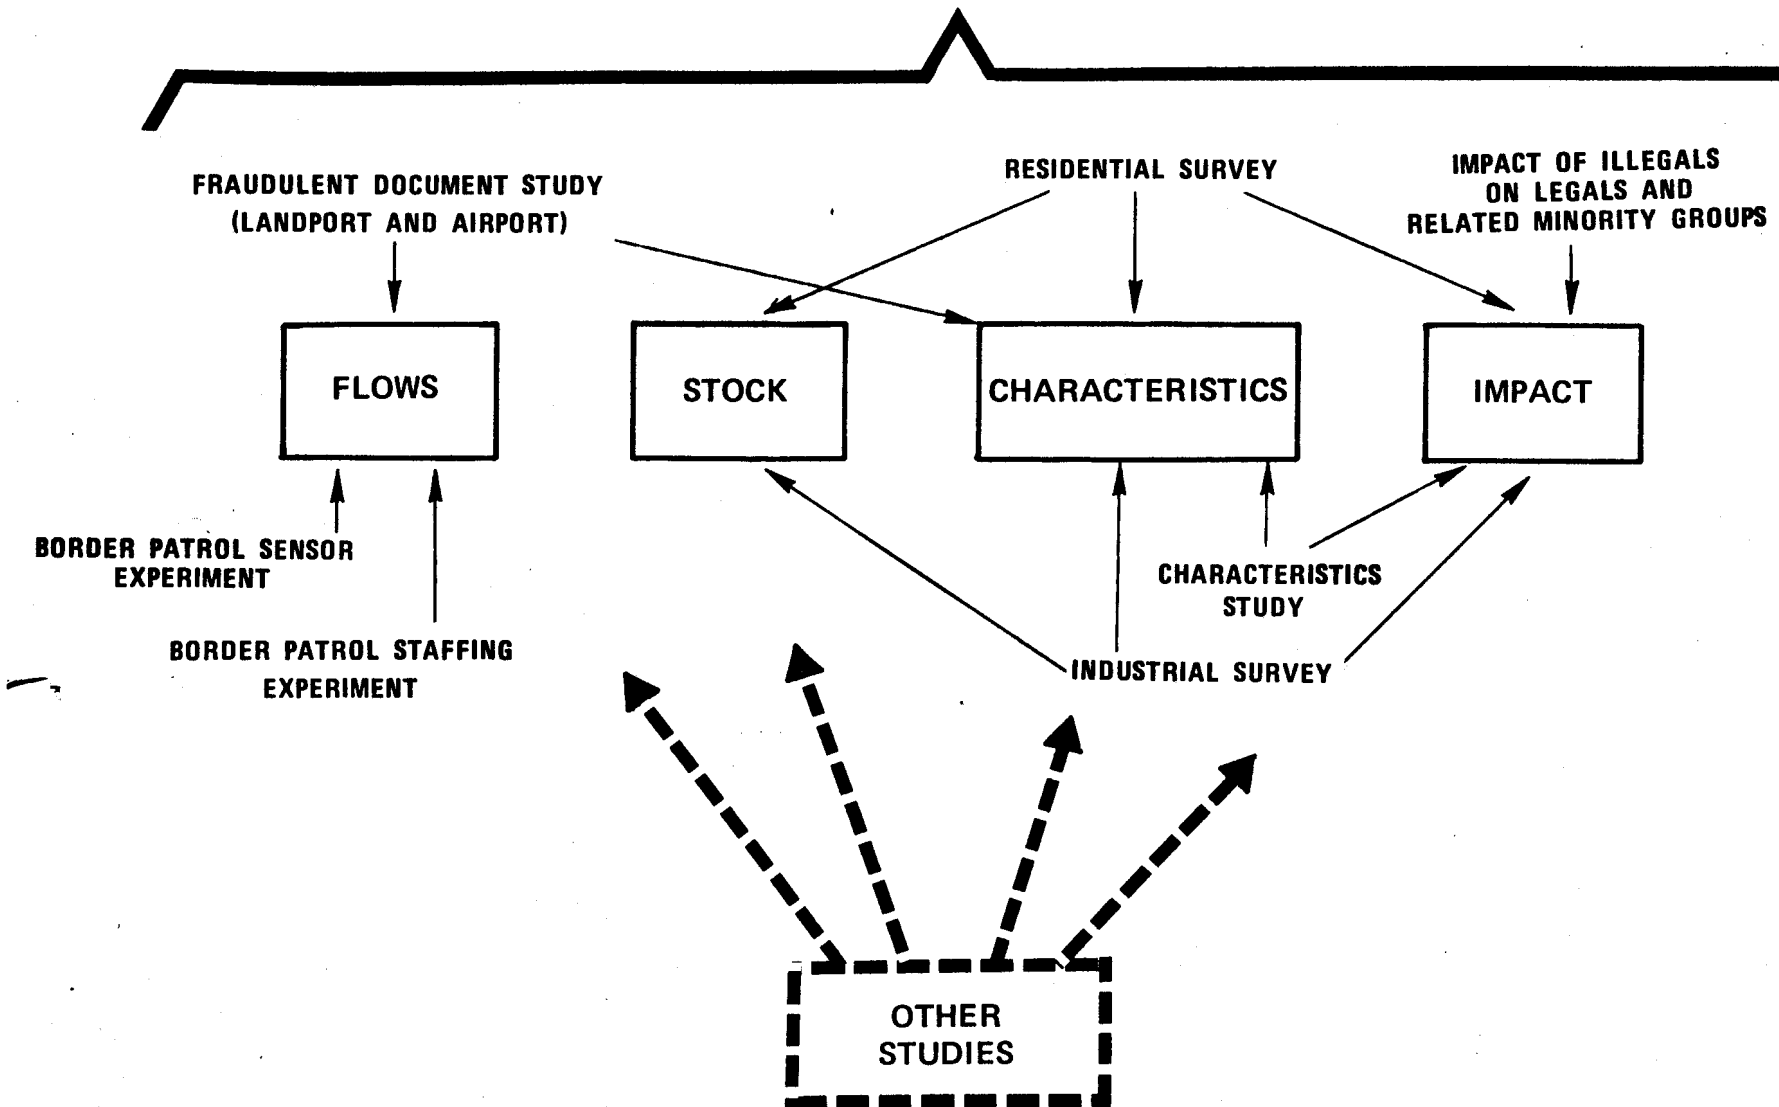 FRAUDULENT DOCUMENT STUDY
(LANDPORT AND AIRPORT)
RESIDENTIAL SURVEY
IMPACT OF ILLEGALS
ON LEGALS AND
RELATED MINORITY GROUPS
FLOWS
STOCK
CHARACTERISTICS
IMPACT
BORDER PATROL SENSOR
EXPERIMENT
CHARACTERISTICS
STUDY
BORDER PATROL STAFFING
EXPERIMENT
INDUSTRIAL SURVEY
OTHER
STUDIES